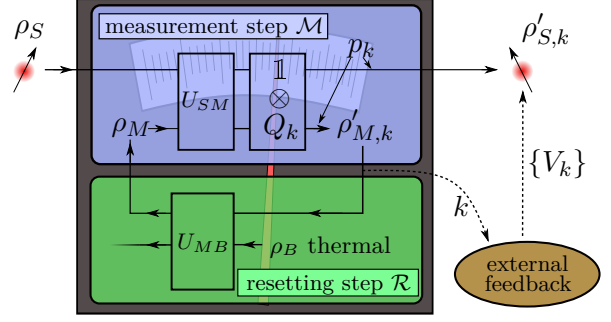 measurement step ℳ
ρ_S
p_k
ρ'_{S,k}
U_{SM}
𝟙
⊗
Q_k
ρ_M
ρ'_{M,k}
{V_k}
k
U_{MB}
ρ_B thermal
resetting step ℛ
external
feedback